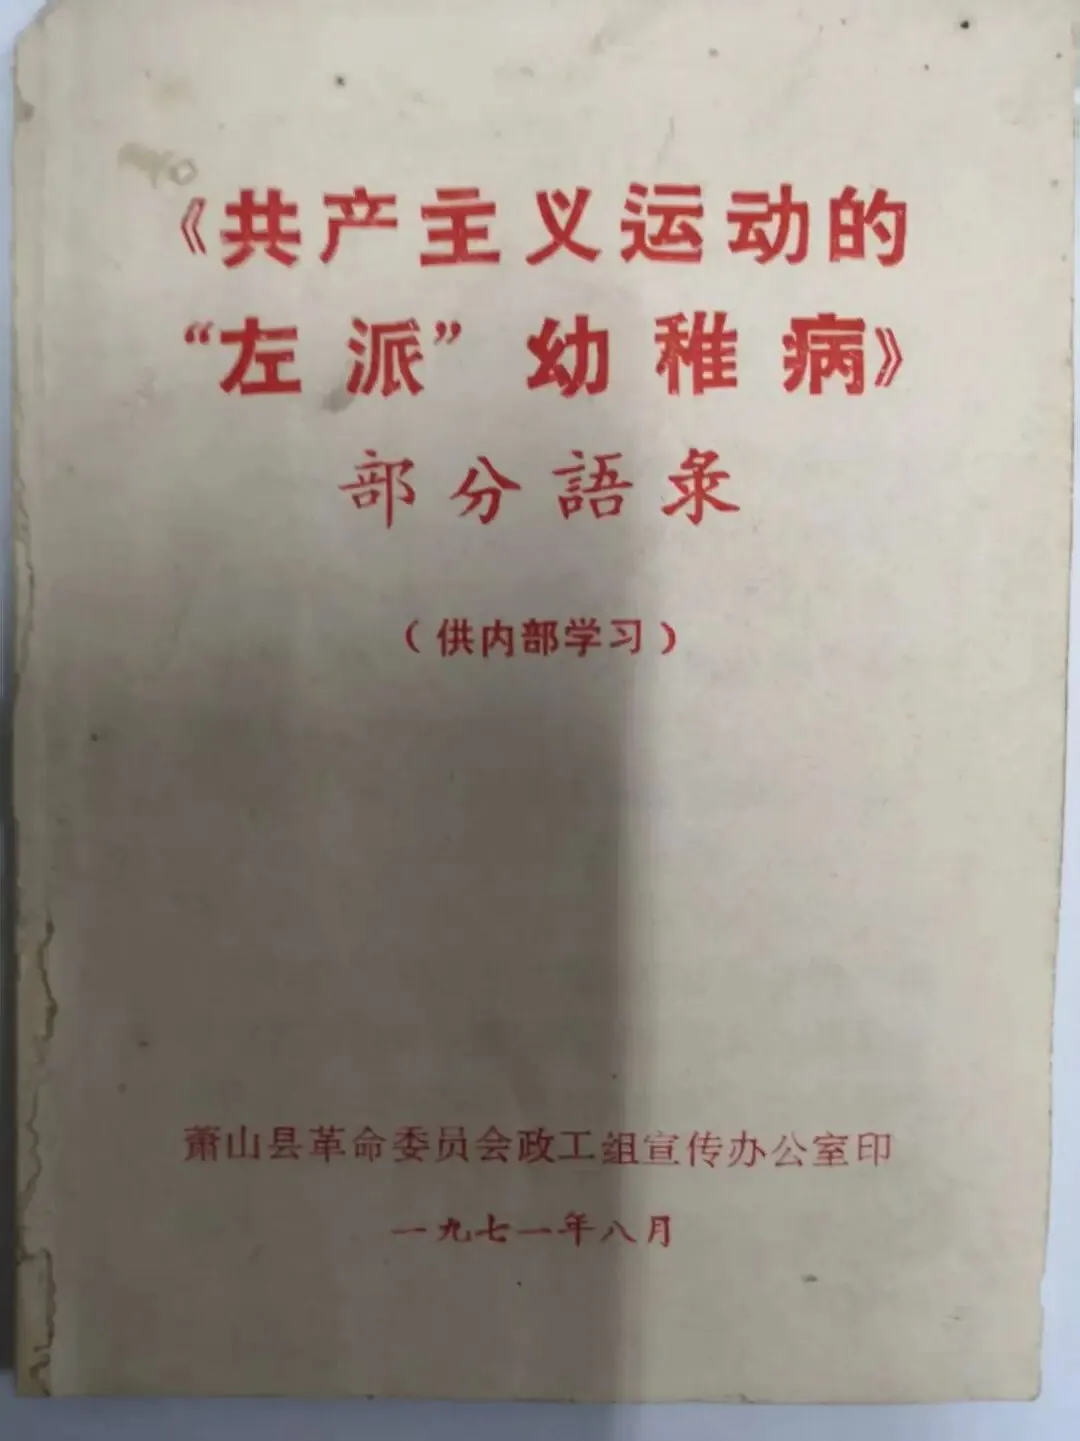 《共产主义运动的
“左派”幼稚病》
部分語录
（供内部学习）
萧山县革命委员会政工组宣传办公室印
一九七一年八月